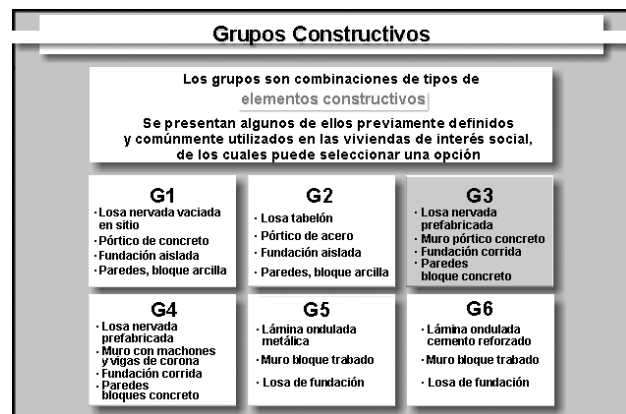 Grupos Constructivos
Los grupos son combinaciones de tipos de
elementos constructivos
Se presentan algunos de ellos previamente definidos
y comúnmente utilizados en las viviendas de interés social,
de los cuales puede seleccionar una opción
G1
· Losa nervada vaciada
en sitio
· Pórtico de concreto
· Fundación aislada
· Paredes, bloque arcilla
G2
· Losa tabelón
· Pórtico de acero
· Fundación aislada
· Paredes, bloque arcilla
G3
· Losa nervada
prefabricada
· Muro pórtico concreto
· Fundación corrida
· Paredes
bloque concreto
G4
· Losa nervada
prefabricada
· Muro con machones
y vigas de corona
· Fundación corrida
· Paredes
bloques concreto
G5
· Lámina ondulada
metálica
· Muro bloque trabado
· Losa de fundación
G6
· Lámina ondulada
cemento reforzado
· Muro bloque trabado
· Losa de fundación